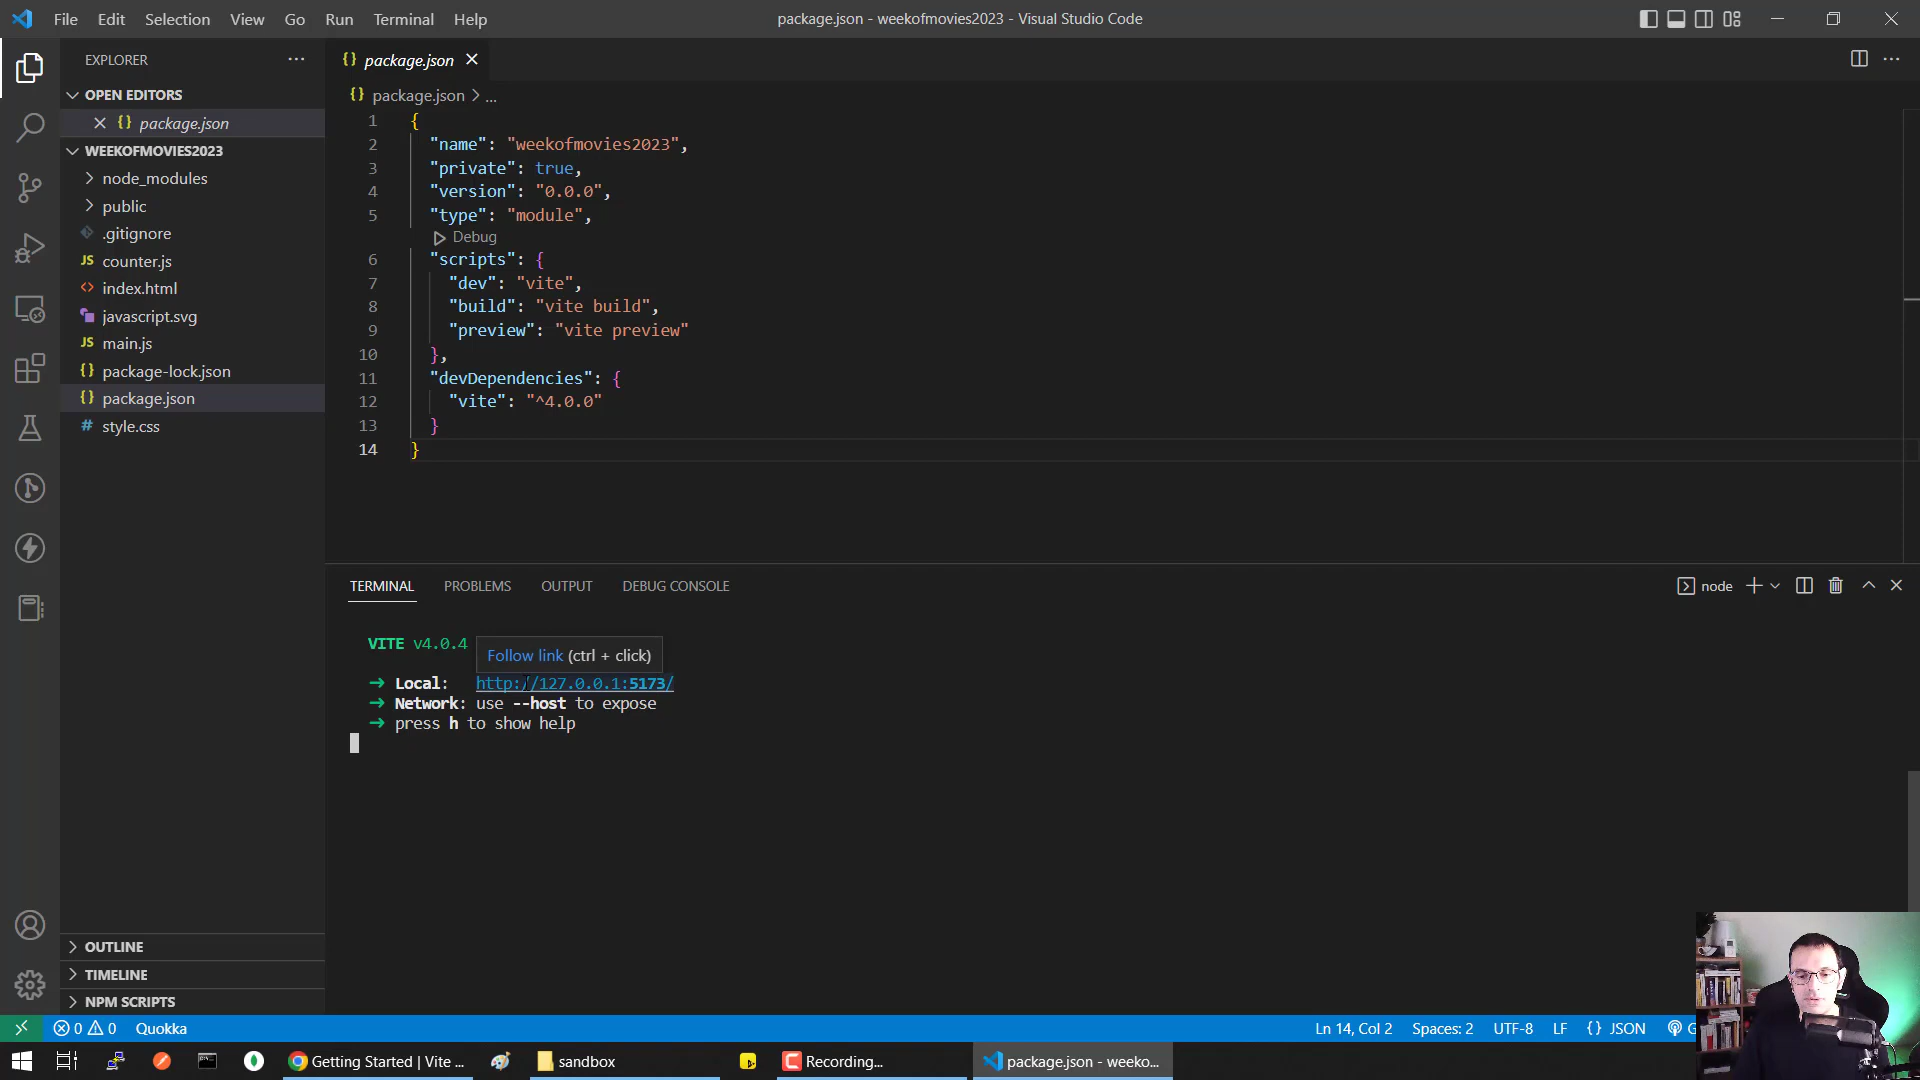 File Edit Selection View Go Run Terminal Help
package.json - weekofmovies2023 - Visual Studio Code
EXPLORER
OPEN EDITORS
{} package.json
WEEKOFMOVIES2023
node_modules
public
.gitignore
JS counter.js
<> index.html
javascript.svg
JS main.js
{} package-lock.json
{} package.json
# style.css
OUTLINE
TIMELINE
NPM SCRIPTS
{} package.json
{} package.json > ...
1 {
2 "name": "weekofmovies2023",
3 "private": true,
4 "version": "0.0.0",
5 "type": "module",
Debug
6 "scripts": {
7 "dev": "vite",
8 "build": "vite build",
9 "preview": "vite preview"
10 },
11 "devDependencies": {
12 "vite": "^4.0.0"
13 }
14 }
TERMINAL PROBLEMS OUTPUT DEBUG CONSOLE
node
VITE v4.0.4
Follow link (ctrl + click)
➜ Local: http://127.0.0.1:5173/
➜ Network: use --host to expose
➜ press h to show help
0 0 Quokka
Ln 14, Col 2 Spaces: 2 UTF-8 LF {} JSON G
Getting Started | Vite ... sandbox Recording... package.json - weeko...